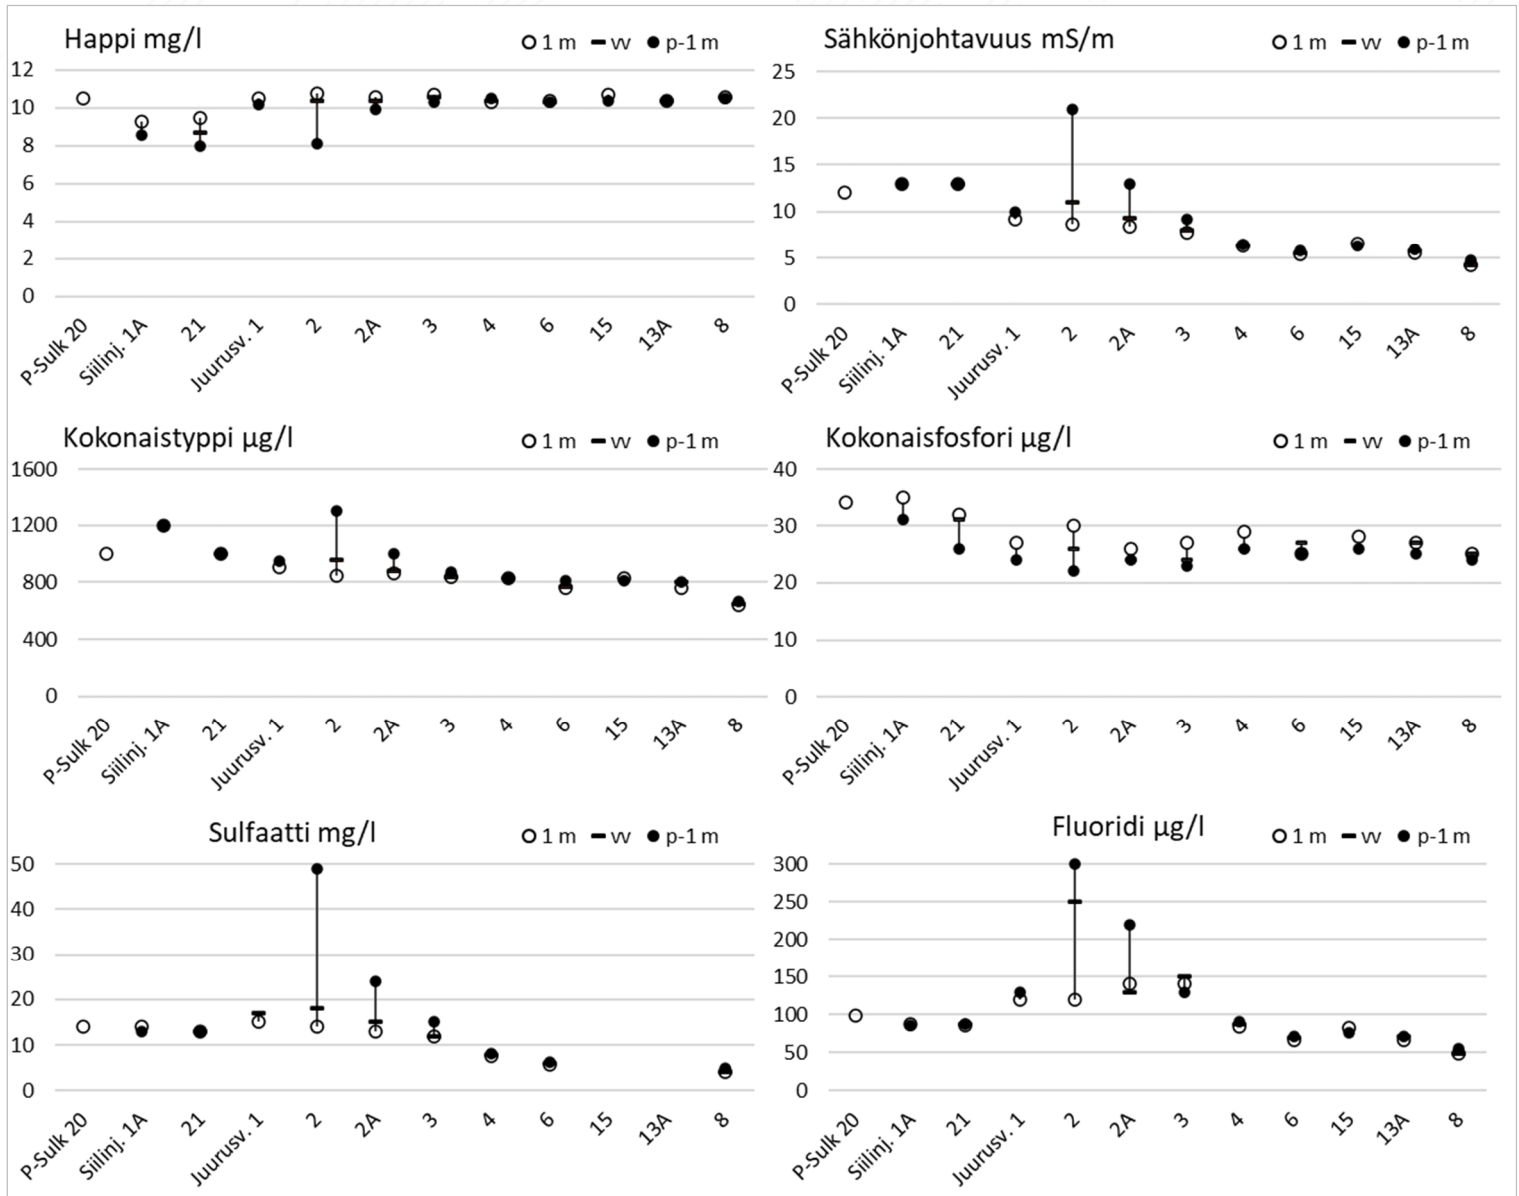 Happi mg/l
1 m vv p-1 m
12
10
8
6
4
2
0
P-Sulk 20 Siilinj. 1A 21 Juurusv. 1 2 2A 3 4 6 15 13A 8
Sähkönjohtavuus mS/m
1 m vv p-1 m
25
20
15
10
5
0
P-Sulk 20 Siilinj. 1A 21 Juurusv. 1 2 2A 3 4 6 15 13A 8
Kokonaistyppi µg/l
1 m vv p-1 m
1600
1200
800
400
0
P-Sulk 20 Siilinj. 1A 21 Juurusv. 1 2 2A 3 4 6 15 13A 8
Kokonaisfosfori µg/l
1 m vv p-1 m
40
30
20
10
0
P-Sulk 20 Siilinj. 1A 21 Juurusv. 1 2 2A 3 4 6 15 13A 8
Sulfaatti mg/l
1 m vv p-1 m
50
40
30
20
10
0
P-Sulk 20 Siilinj. 1A 21 Juurusv. 1 2 2A 3 4 6 15 13A 8
Fluoridi µg/l
1 m vv p-1 m
300
250
200
150
100
50
0
P-Sulk 20 Siilinj. 1A 21 Juurusv. 1 2 2A 3 4 6 15 13A 8